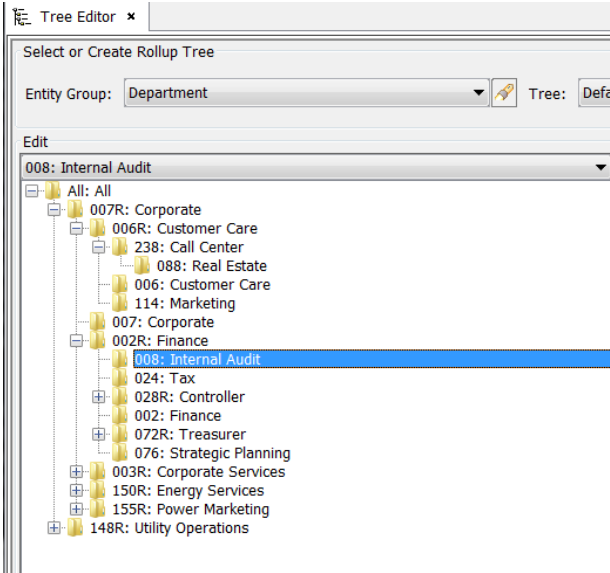 Tree Editor ×
Select or Create Rollup Tree
Entity Group: Department Tree: Defa
Edit
008: Internal Audit
All: All
007R: Corporate
006R: Customer Care
238: Call Center
088: Real Estate
006: Customer Care
114: Marketing
007: Corporate
002R: Finance
008: Internal Audit
024: Tax
028R: Controller
002: Finance
072R: Treasurer
076: Strategic Planning
003R: Corporate Services
150R: Energy Services
155R: Power Marketing
148R: Utility Operations